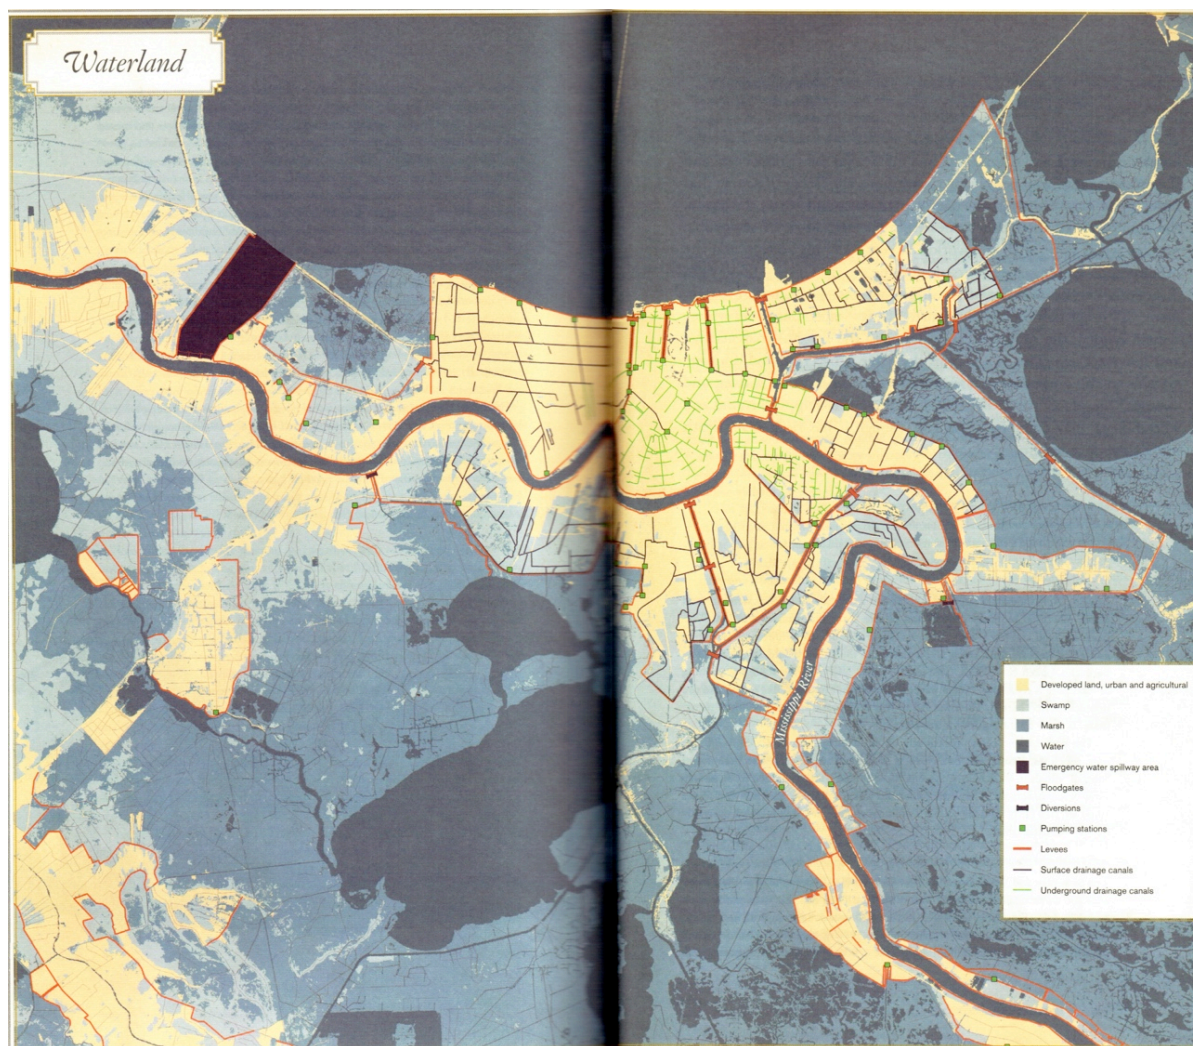 Waterland
Mississippi River
Developed land, urban and agricultural
Swamp
Marsh
Water
Emergency water spillway area
Floodgates
Diversions
Pumping stations
Levees
Surface drainage canals
Underground drainage canals